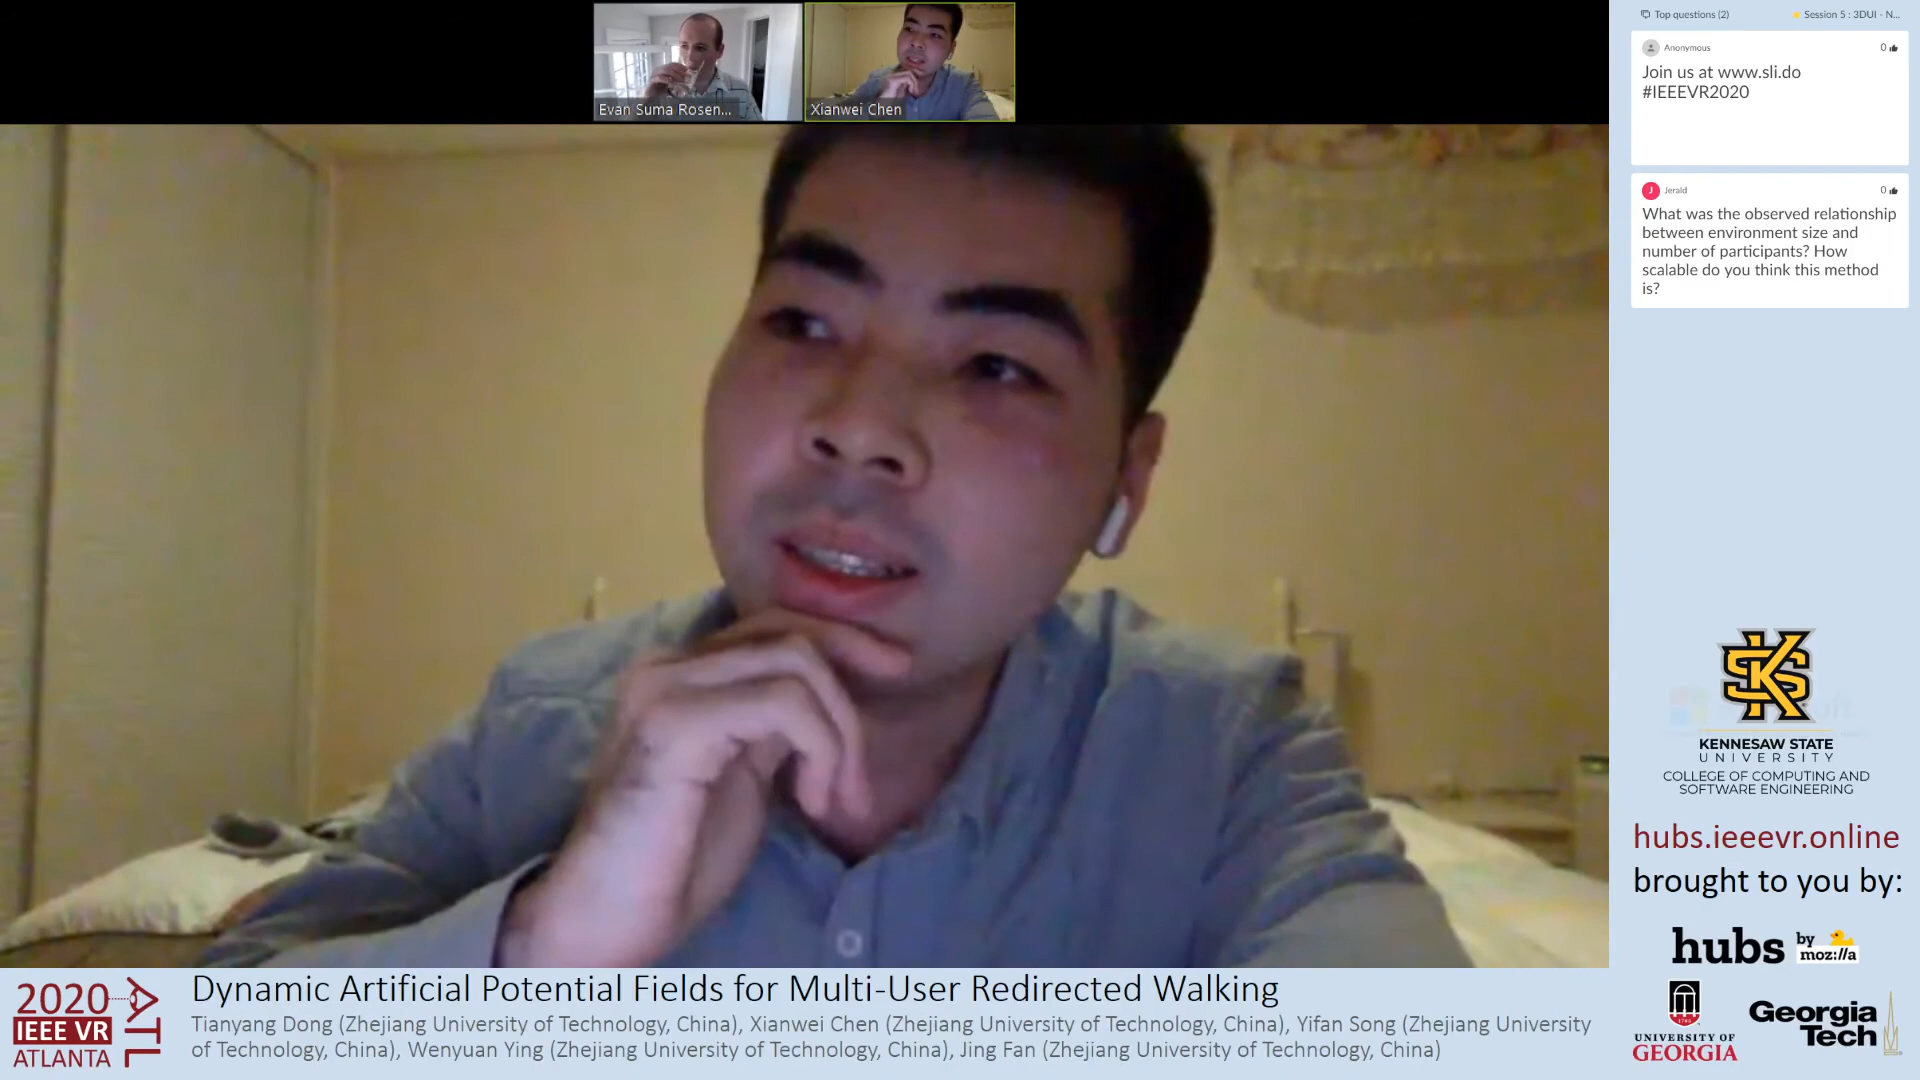 Evan Suma Rosen...
Xianwei Chen
Top questions (2)
Session 5 : 3DUI - N...
Anonymous
0
Join us at www.sli.do
#IEEEVR2020
J
Jerald
0
What was the observed relationship
between environment size and
number of participants? How
scalable do you think this method
is?
KS
KENNESAW STATE
UNIVERSITY
COLLEGE OF COMPUTING AND
SOFTWARE ENGINEERING
hubs.ieeevr.online
brought to you by:
hubs by
moz://a
UNIVERSITY OF
GEORGIA
Georgia
Tech
2020
IEEE VR
ATLANTA
ATL
Dynamic Artificial Potential Fields for Multi-User Redirected Walking
Tianyang Dong (Zhejiang University of Technology, China), Xianwei Chen (Zhejiang University of Technology, China), Yifan Song (Zhejiang University
of Technology, China), Wenyuan Ying (Zhejiang University of Technology, China), Jing Fan (Zhejiang University of Technology, China)